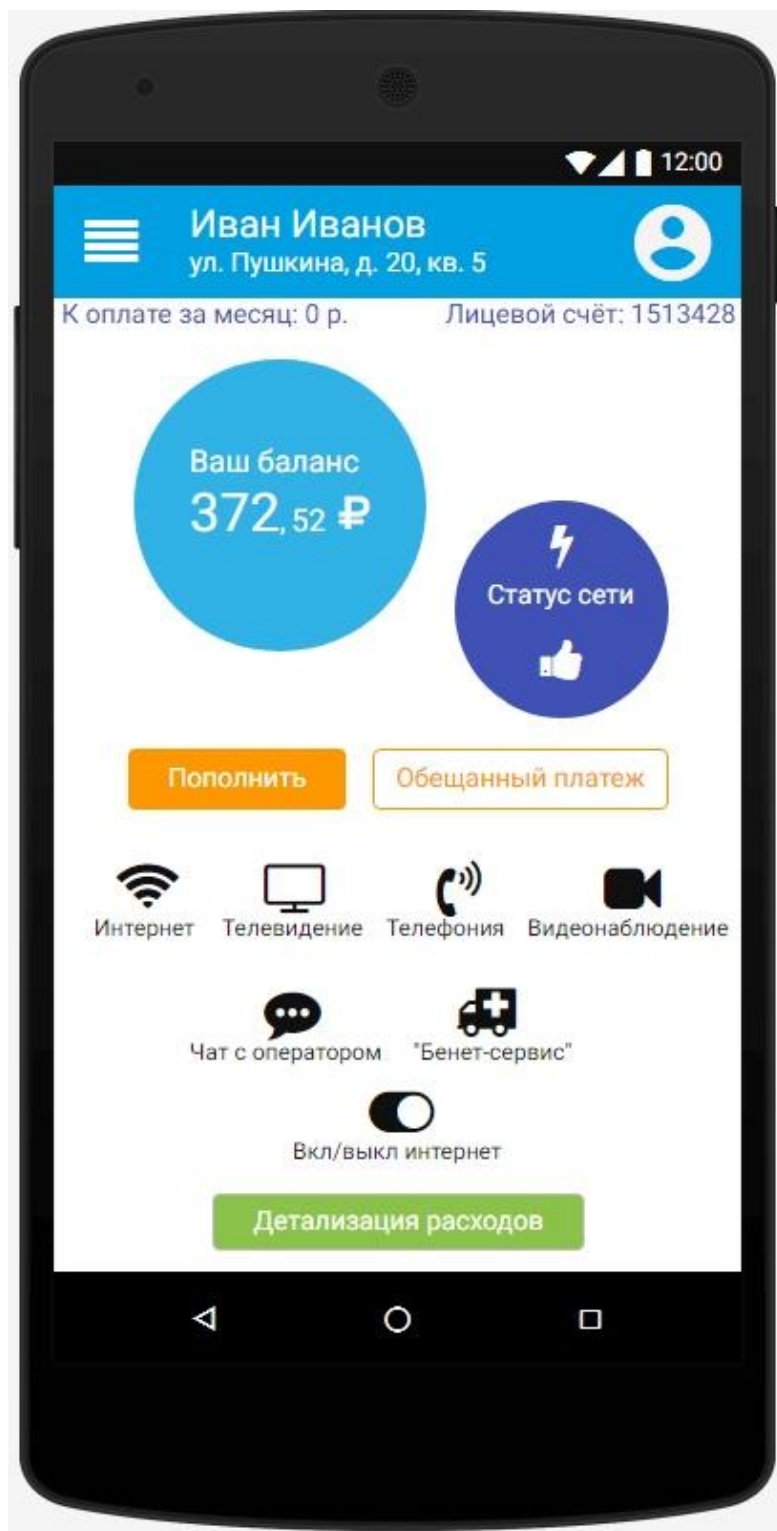 12:00
Иван Иванов
ул. Пушкина, д. 20, кв. 5
К оплате за месяц: 0 р. Лицевой счёт: 1513428
Ваш баланс
372, 52 ₽
Статус сети
Пополнить Обещанный платеж
Интернет Телевидение Телефония Видеонаблюдение
Чат с оператором "Бенет-сервис"
Вкл/выкл интернет
Детализация расходов